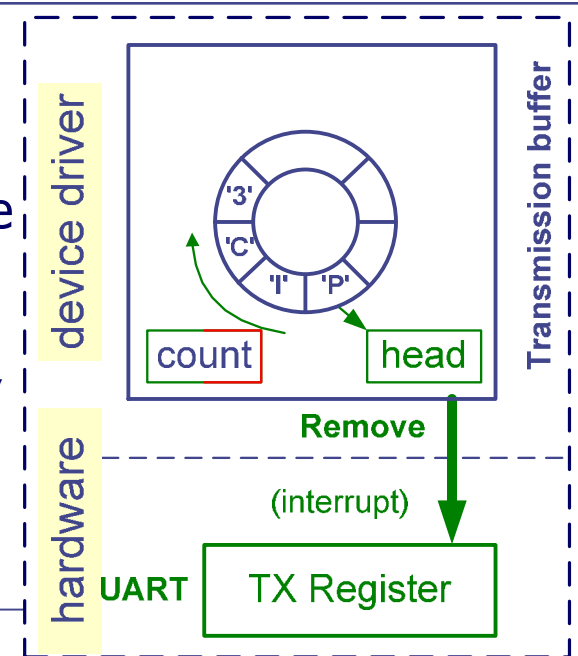 e
device driver
Transmission buffer
'3'
'C'
'I'
'P'
count
head
Remove
hardware
(interrupt)
UART
TX Register